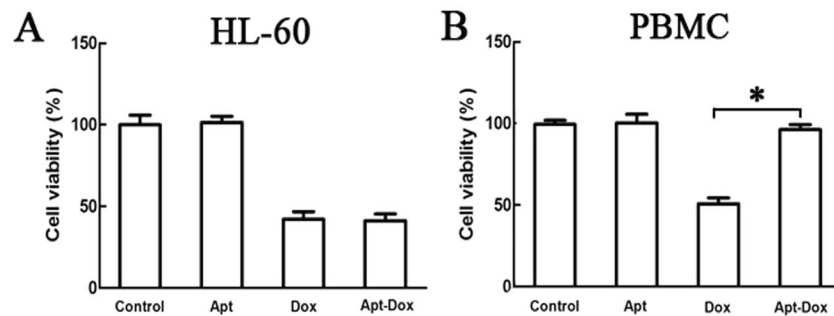 A
HL-60
Cell viability (%)
150
100
50
0
Control Apt Dox Apt-Dox
B
PBMC
Cell viability (%)
150
100
50
0
*
Control Apt Dox Apt-Dox